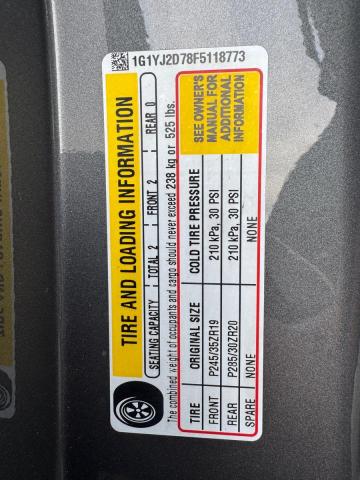 1G1YJ2D78F5118773
TIRE AND LOADING INFORMATION
SEATING CAPACITY TOTAL 2 FRONT 2 REAR 0
The combined weight of occupants and cargo should never exceed 238 kg or 525 lbs.
TIRE ORIGINAL SIZE COLD TIRE PRESSURE
FRONT P245/35ZR19 210 kPa, 30 PSI
REAR P285/30ZR20 210 kPa, 30 PSI
SPARE NONE NONE
SEE OWNER'S
MANUAL FOR
ADDITIONAL
INFORMATION